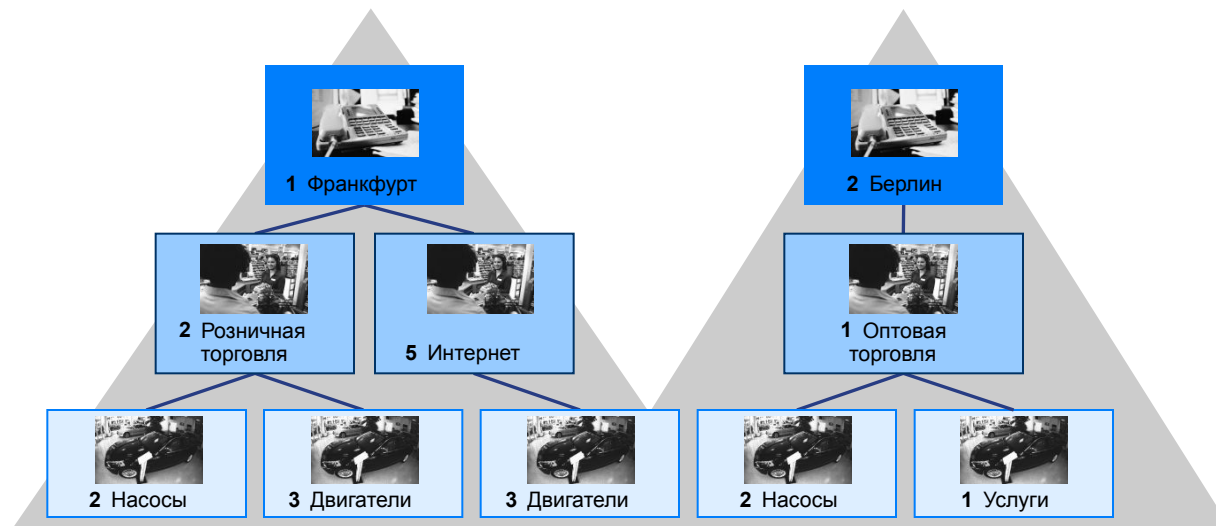 1 Франкфурт
2 Берлин
2 Розничная
торговля
5 Интернет
1 Оптовая
торговля
2 Насосы
3 Двигатели
3 Двигатели
2 Насосы
1 Услуги